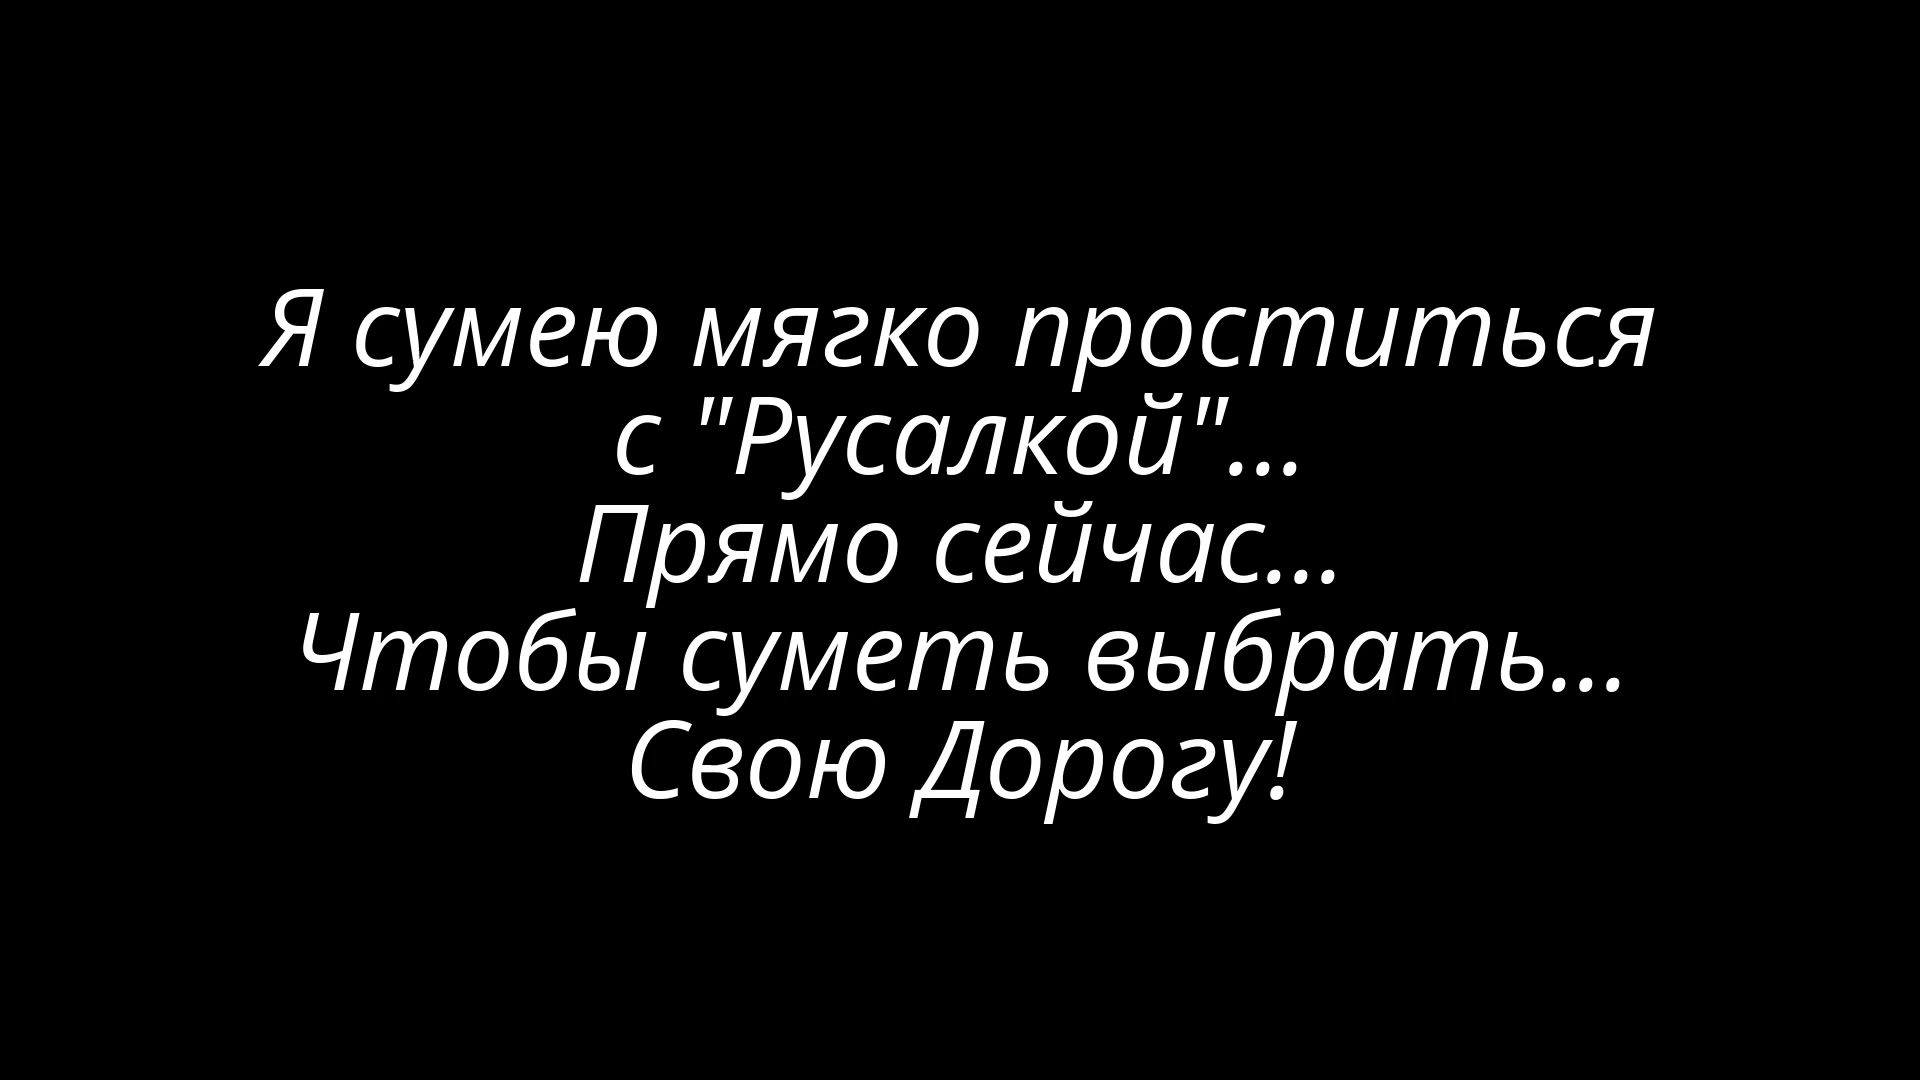 Я сумею мягко проститься
с "Русалкой"...
Прямо сейчас...
Чтобы суметь выбрать...
Свою Дорогу!